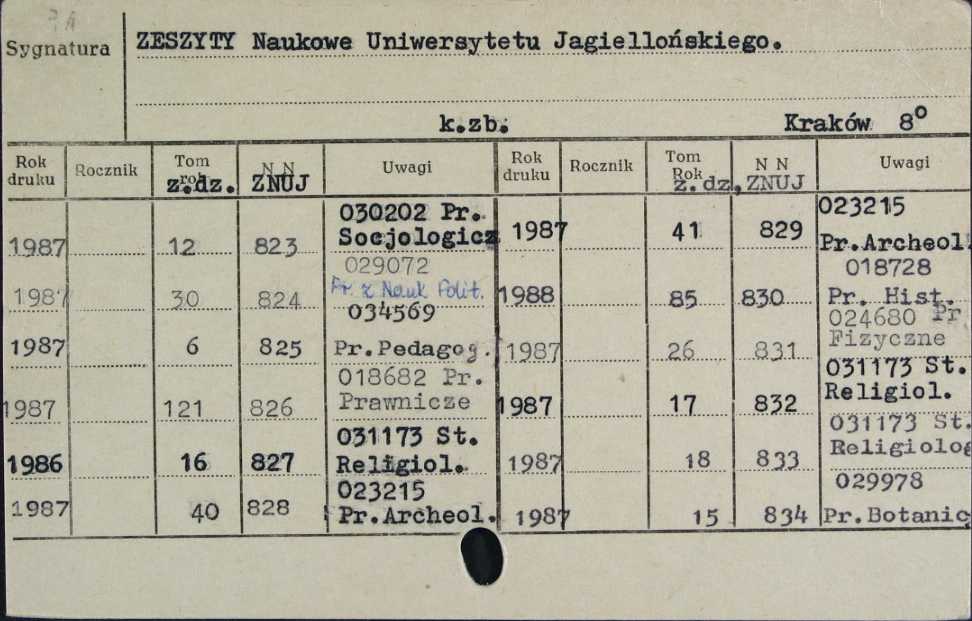 Sygnatura
ZESZYTY Naukowe Uniwersytetu Jagiellońskiego.
k.zb. Kraków 8°
Rok druku Rocznik Tom rok z.dz. N N ZNUJ Uwagi Rok druku Rocznik Tom Rok z.dz. N N ZNUJ Uwagi
1987 12 823 030202 Pr. Socjologicz 1987 41 829 023215 Pr.Archeol.
1987 30 824 029072 Pr. z Nauk Polit. 1988 85 830 018728 Pr. Hist.
1987 6 825 034569 Pr.Pedagog. 1987 26 831 024680 Pr Fizyczne
1987 121 826 018682 Pr. Prawnicze 1987 17 832 031173 St. Religiol.
1986 16 827 031173 St. Religiol. 1987 18 833 031173 St. Religiolog
1987 40 828 023215 Pr.Archeol. 1987 15 834 029978 Pr.Botanic